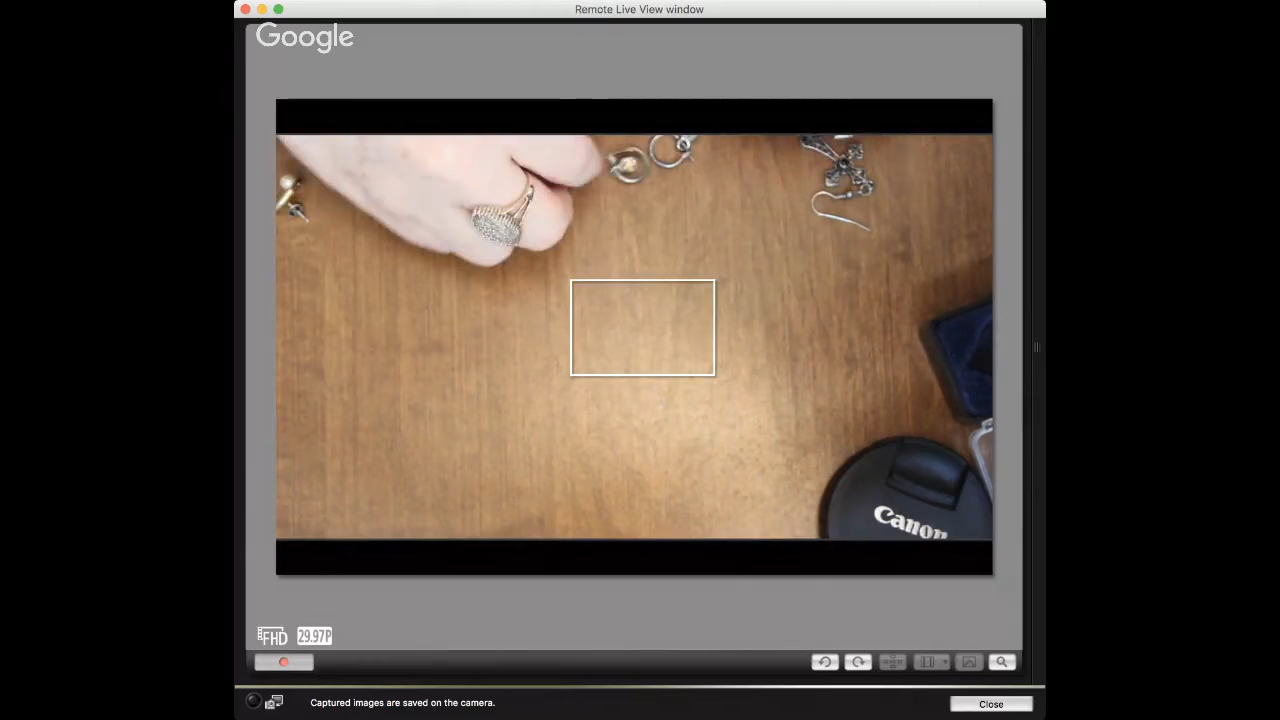 Remote Live View window
Google
Canon
FHD 29.97P
Captured images are saved on the camera.
Close